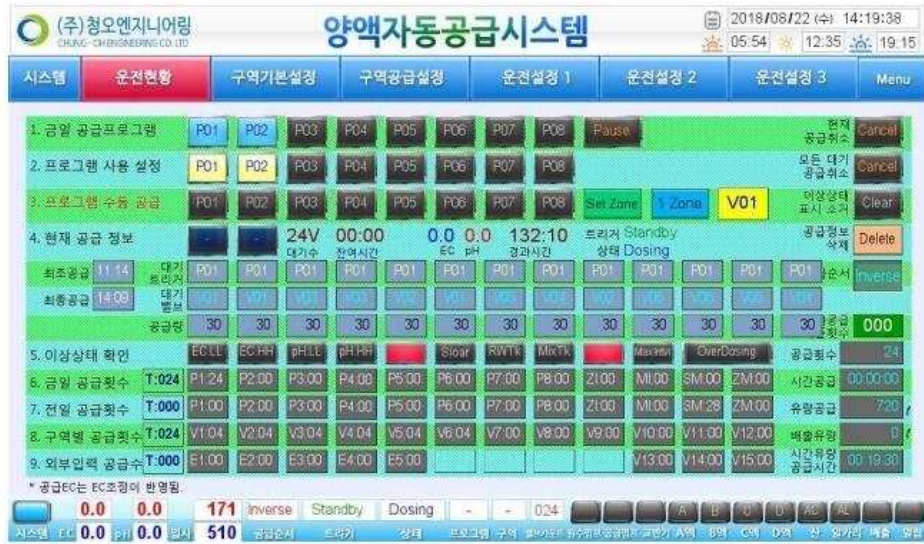 (주)청오엔지니어링
양액자동공급시스템
2018/08/22 (수) 14:19:38
05:54 12:35 19:15
시스템 운전현황 구역기본설정 구역공급설정 운전설정 1 운전설정 2 운전설정 3 Menu
1. 금일 공급프로그램 P01 P02 P03 P04 P05 P06 P07 P08 Pause 현재 공급취소 Cancel
2. 프로그램 사용 설정 P01 P02 P03 P04 P05 P06 P07 P08 모든 대기 공급취소 Cancel
3. 프로그램 수동 공급 P01 P02 P03 P04 P05 P06 P07 P08 Set Zone 1 Zone V01 이상상태 표시 소거 Clear
4. 현재 공급 정보 - - 24V 00:00 0.0 0.0 132:10 트리거 Standby 공급정보 삭제 Delete
대기수 잔여시간 EC pH 경과시간 상태 Dosing
최초공급 11:14 대기 트리거 P01 P01 P01 P01 P01 P01 P01 P01 P01 P01 Inverse
최종공급 14:09 대기 밸브
공급량 30 30 30 30 30 30 30 30 30 30 000
5. 이상상태 확인 EC:LL EC:HH pH:LL pH:HH RWTk MixTk OverDosing 공급횟수 24
6. 금일 공급횟수 T:024 P1:24 P2:00 P3:00 P4:00 P5:00 P6:00 P7:00 P8:00 MI:00 SM:00 ZM:00 시간공급 00:00:00
7. 전일 공급횟수 T:000 P1:00 P2:00 P3:00 P4:00 P5:00 P6:00 P7:00 P8:00 MI:00 SM:28 ZM:00 유량공급 720
8. 구역별 공급횟수 T:024 V1:04 V2:04 V3:04 V4:04 V5:04 V6:04 V7:00 V8:00 V9:00 V10:00 V11:00 V12:00 배출유량 0
9. 외부입력 공급수 T:000 E1:00 E2:00 E3:00 E4:00 E5:00 V13:00 V14:00 V15:00 시간유량 공급시간 00:19:30
* 공급EC는 EC조정이 반영됨.
0.0 0.0 171 Inverse Standby Dosing - - 024 A B C D AC AL
시스템 EC 0.0 pH 0.0 일사 510 공급순서 트리거 상태 프로그램 구역 교반기 A액 B액 C액 D액 산 알카리 배출